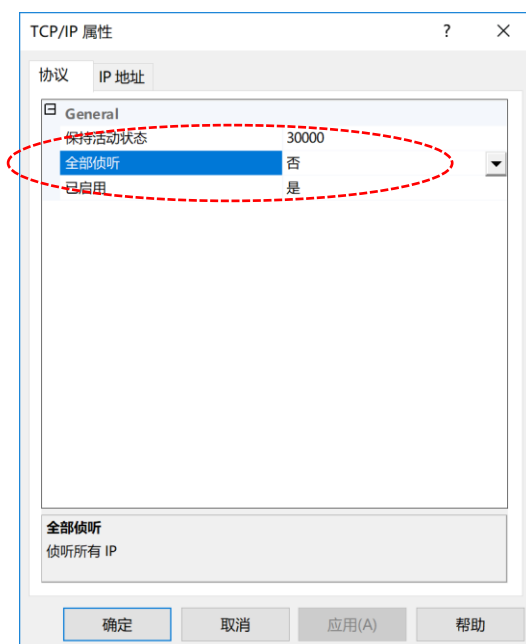 TCP/IP 属性 ? ×
协议 IP 地址
General
保持活动状态 30000
全部侦听 否
已启用 是
全部侦听
侦听所有 IP
确定 取消 应用(A) 帮助